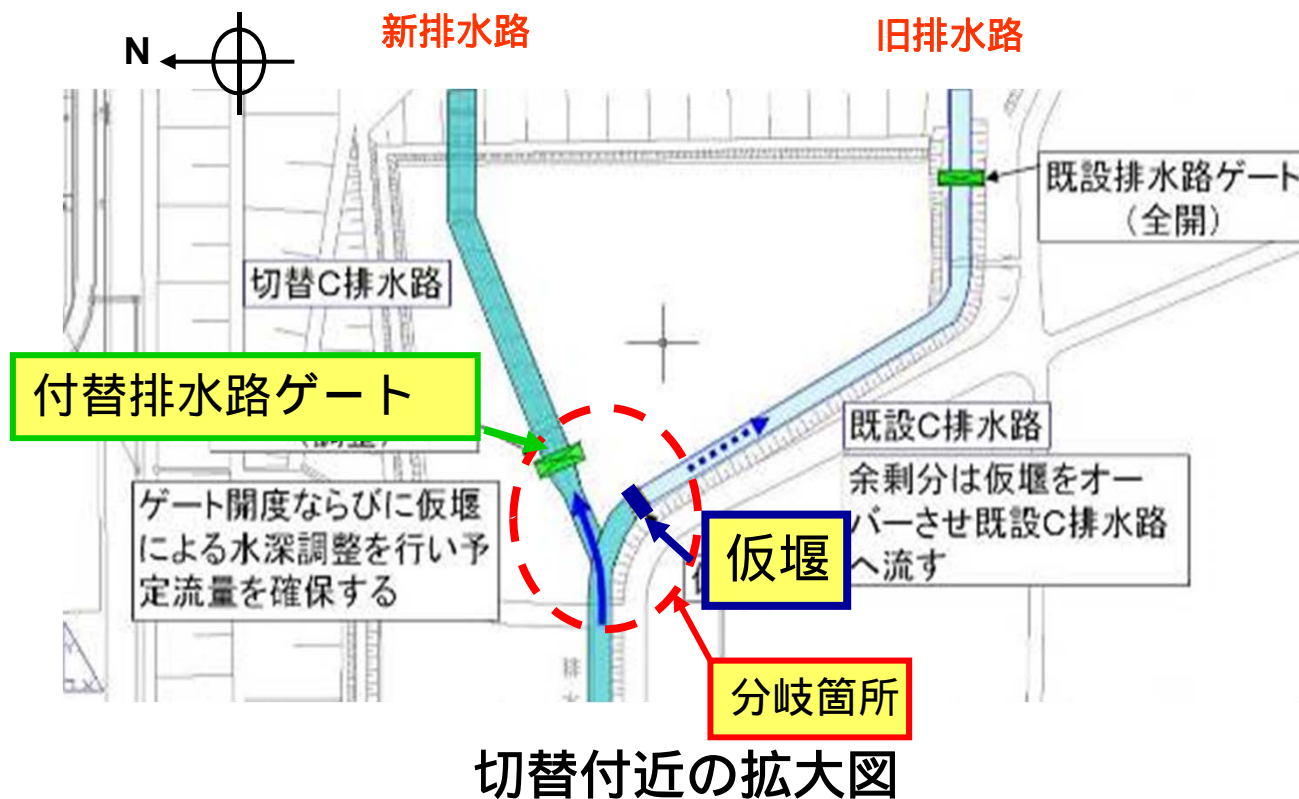 新排水路
旧排水路
N
既設排水路ゲート
（全開）
切替C排水路
付替排水路ゲート
既設C排水路
ゲート開度ならびに仮堰
による水深調整を行い予
定流量を確保する
余剰分は仮堰をオー
バーさせ既設C排水路
へ流す
仮堰
排
水
分岐箇所
切替付近の拡大図